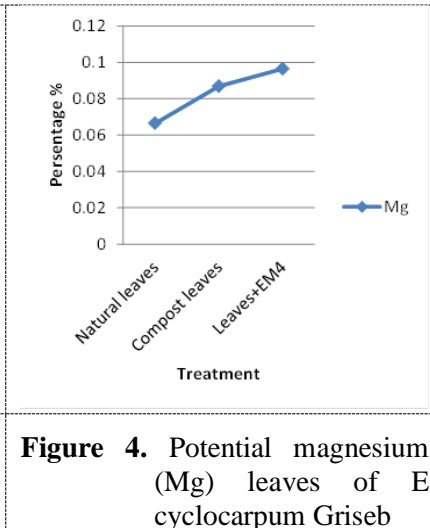 0.12
0.1
0.08
0.06
0.04
0.02
0
Persentage %
Natural leaves
Compost leaves
Leaves+EM4
Treatment
Mg
Figure 4. Potential magnesium
(Mg) leaves of E
cyclocarpum Griseb